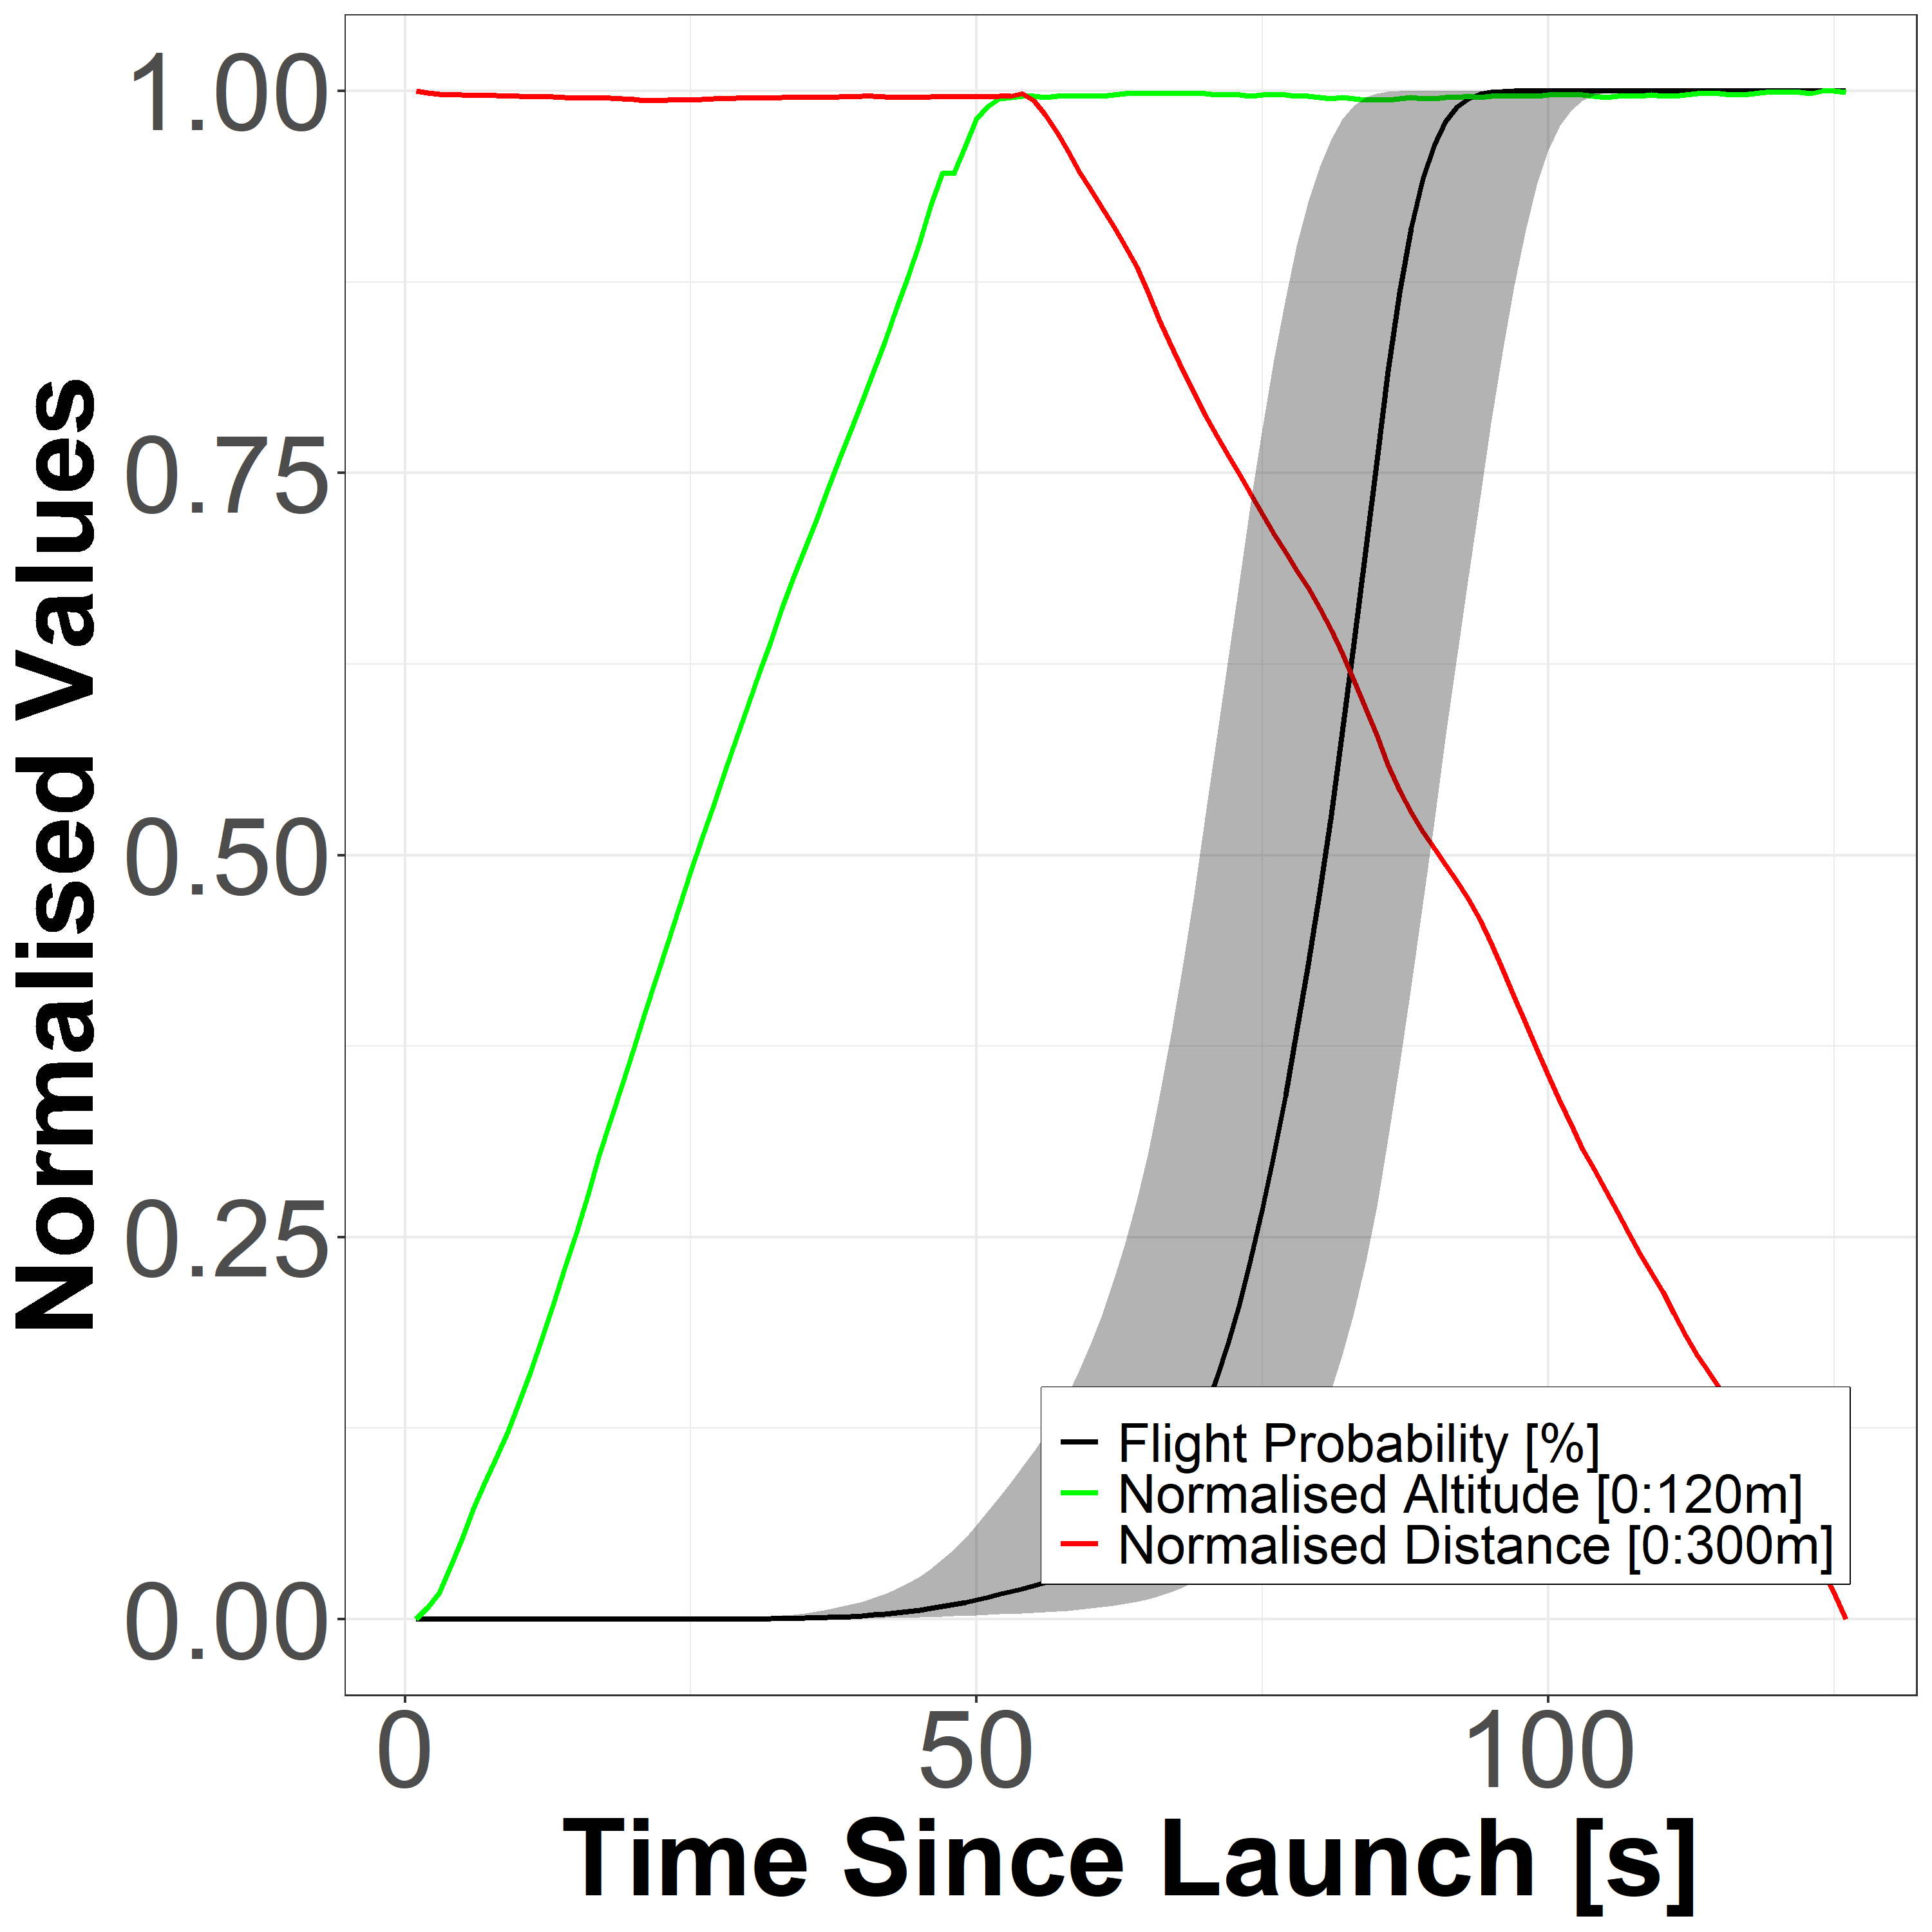 Normalised Values
1.00
0.75
0.50
0.25
0.00
Flight Probability [%]
Normalised Altitude [0:120m]
Normalised Distance [0:300m]
0 50 100
Time Since Launch [s]